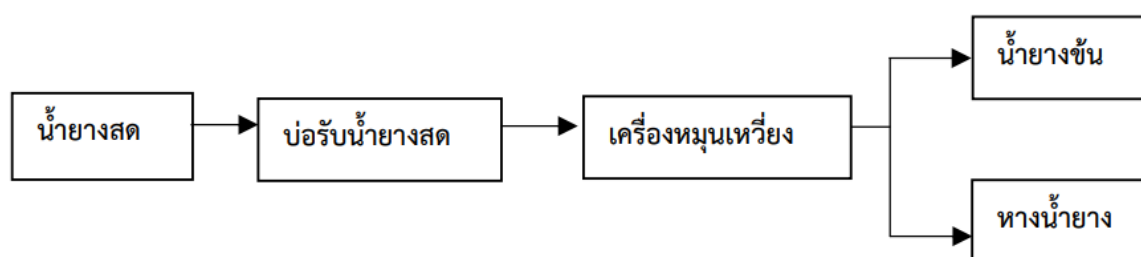 น้ำยางสด
บ่อรับน้ำยางสด
เครื่องหมุนเหวี่ยง
น้ำยางข้น
หางน้ำยาง